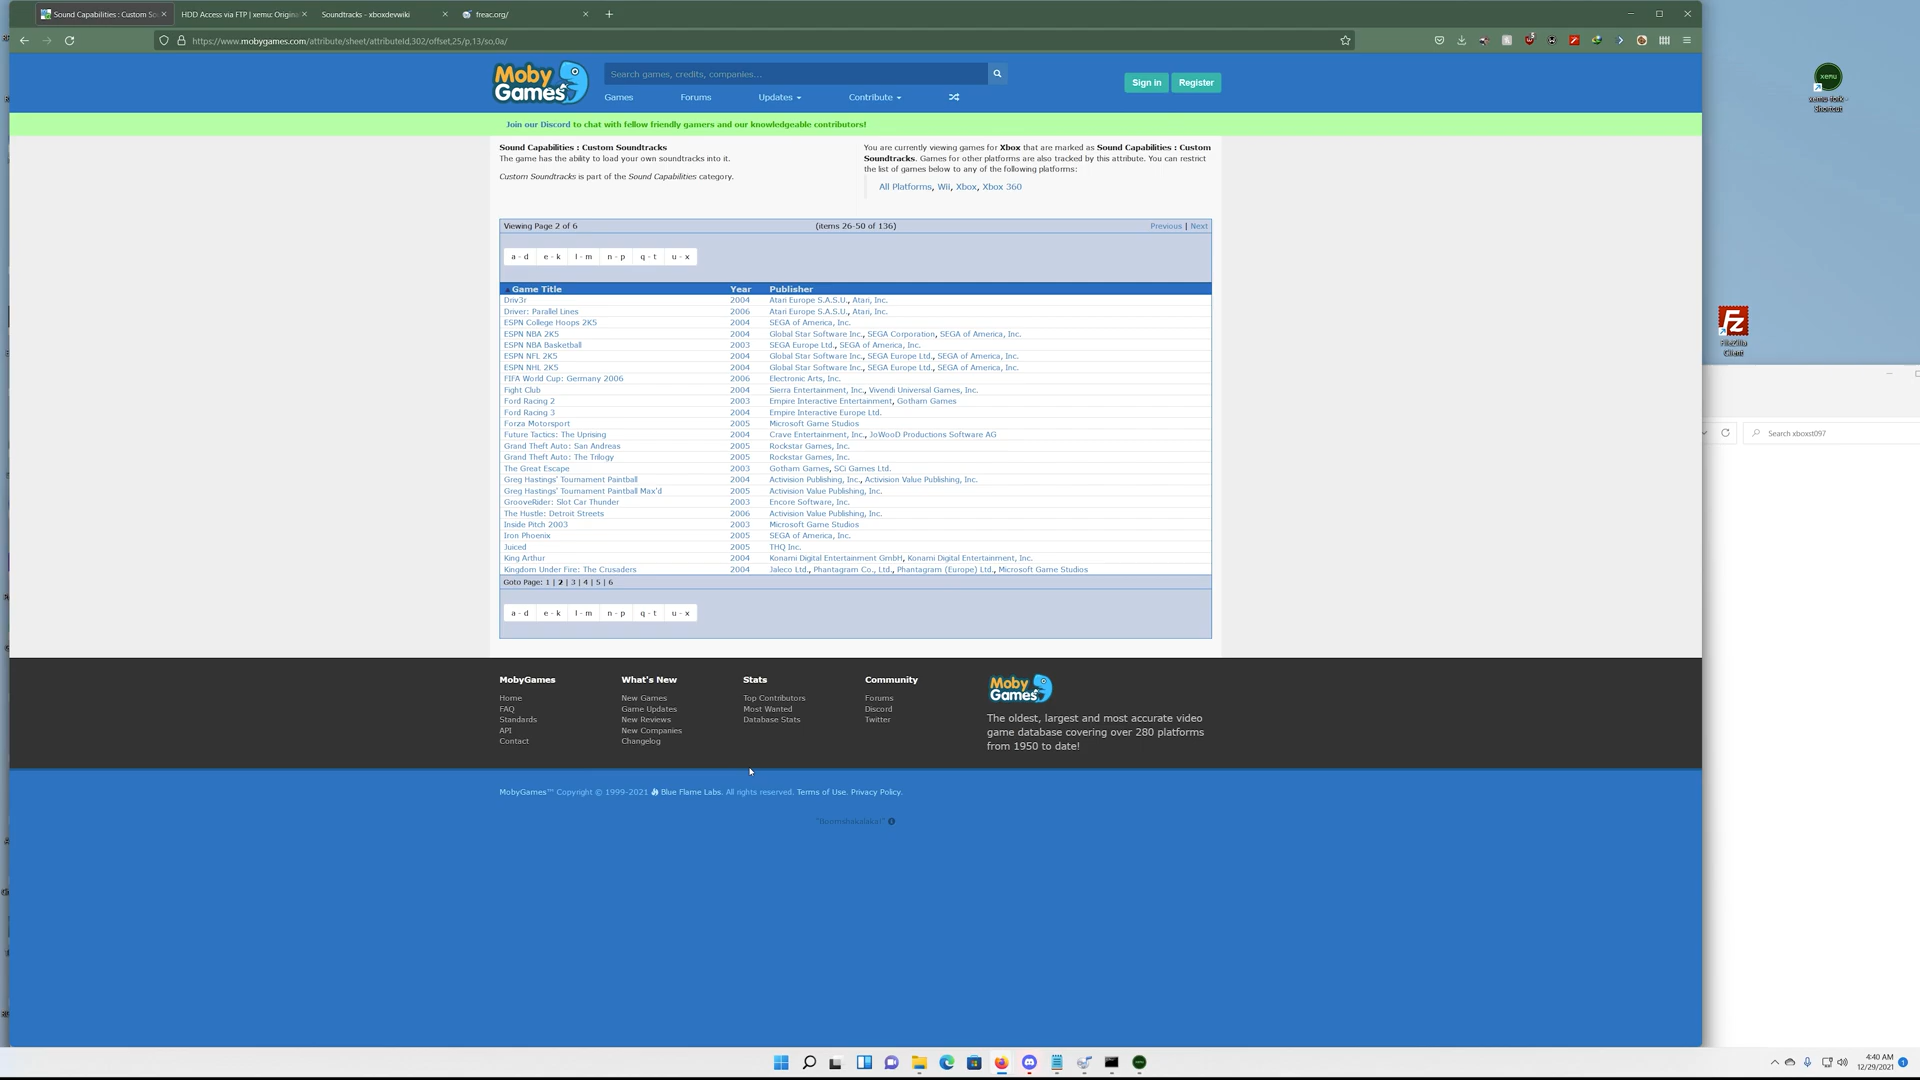 Sound Capabilities : Custom So
HDD Access via FTP | xemu: Origina
Soundtracks - xboxdevwiki
freac.org/
https://www.mobygames.com/attribute/sheet/attributeId,302/offset,25/p,13/so,0a/
Moby Games
Search games, credits, companies...
Sign in
Register
Games
Forums
Updates
Contribute
Join our Discord to chat with fellow friendly gamers and our knowledgeable contributors!
Sound Capabilities : Custom Soundtracks
The game has the ability to load your own soundtracks into it.
Custom Soundtracks is part of the Sound Capabilities category.
You are currently viewing games for Xbox that are marked as Sound Capabilities : Custom
Soundtracks. Games for other platforms are also tracked by this attribute. You can restrict
the list of games below to any of the following platforms:
All Platforms, Wii, Xbox, Xbox 360
Viewing Page 2 of 6 (items 26-50 of 136) Previous | Next
a - d e - k l - m n - p q - t u - x
Game Title Year Publisher
Driv3r 2004 Atari Europe S.A.S.U., Atari, Inc.
Driver: Parallel Lines 2006 Atari Europe S.A.S.U., Atari, Inc.
ESPN College Hoops 2K5 2004 SEGA of America, Inc.
ESPN NBA 2K5 2004 Global Star Software Inc., SEGA Corporation, SEGA of America, Inc.
ESPN NBA Basketball 2003 SEGA Europe Ltd., SEGA of America, Inc.
ESPN NFL 2K5 2004 Global Star Software Inc., SEGA Europe Ltd., SEGA of America, Inc.
ESPN NHL 2K5 2004 Global Star Software Inc., SEGA Europe Ltd., SEGA of America, Inc.
FIFA World Cup: Germany 2006 2006 Electronic Arts, Inc.
Fight Club 2004 Sierra Entertainment, Inc., Vivendi Universal Games, Inc.
Ford Racing 2 2003 Empire Interactive Entertainment, Gotham Games
Ford Racing 3 2004 Empire Interactive Europe Ltd.
Forza Motorsport 2005 Microsoft Game Studios
Future Tactics: The Uprising 2004 Crave Entertainment, Inc., JoWooD Productions Software AG
Grand Theft Auto: San Andreas 2005 Rockstar Games, Inc.
Grand Theft Auto: The Trilogy 2005 Rockstar Games, Inc.
The Great Escape 2003 Gotham Games, SCi Games Ltd.
Greg Hastings' Tournament Paintball 2004 Activision Publishing, Inc., Activision Value Publishing, Inc.
Greg Hastings' Tournament Paintball Max'd 2005 Activision Value Publishing, Inc.
GrooveRider: Slot Car Thunder 2003 Encore Software, Inc.
The Hustle: Detroit Streets 2006 Activision Value Publishing, Inc.
Inside Pitch 2003 2003 Microsoft Game Studios
Iron Phoenix 2005 SEGA of America, Inc.
Juiced 2005 THQ Inc.
King Arthur 2004 Konami Digital Entertainment GmbH, Konami Digital Entertainment, Inc.
Kingdom Under Fire: The Crusaders 2004 Jaleco Ltd., Phantagram Co., Ltd., Phantagram (Europe) Ltd., Microsoft Game Studios
Goto Page: 1 | 2 | 3 | 4 | 5 | 6
a - d e - k l - m n - p q - t u - x
MobyGames
Home
FAQ
Standards
API
Contact
What's New
New Games
Game Updates
New Reviews
New Companies
Changelog
Stats
Top Contributors
Most Wanted
Database Stats
Community
Forums
Discord
Twitter
Moby Games
The oldest, largest and most accurate video
game database covering over 280 platforms
from 1950 to date!
MobyGames™ Copyright © 1999-2021 Blue Flame Labs. All rights reserved. Terms of Use. Privacy Policy.
"Boomshakalaka!"
xemu
xemu fork -
Shortcut
FileZilla
Client
Search xboxst097
4:40 AM
12/29/2021